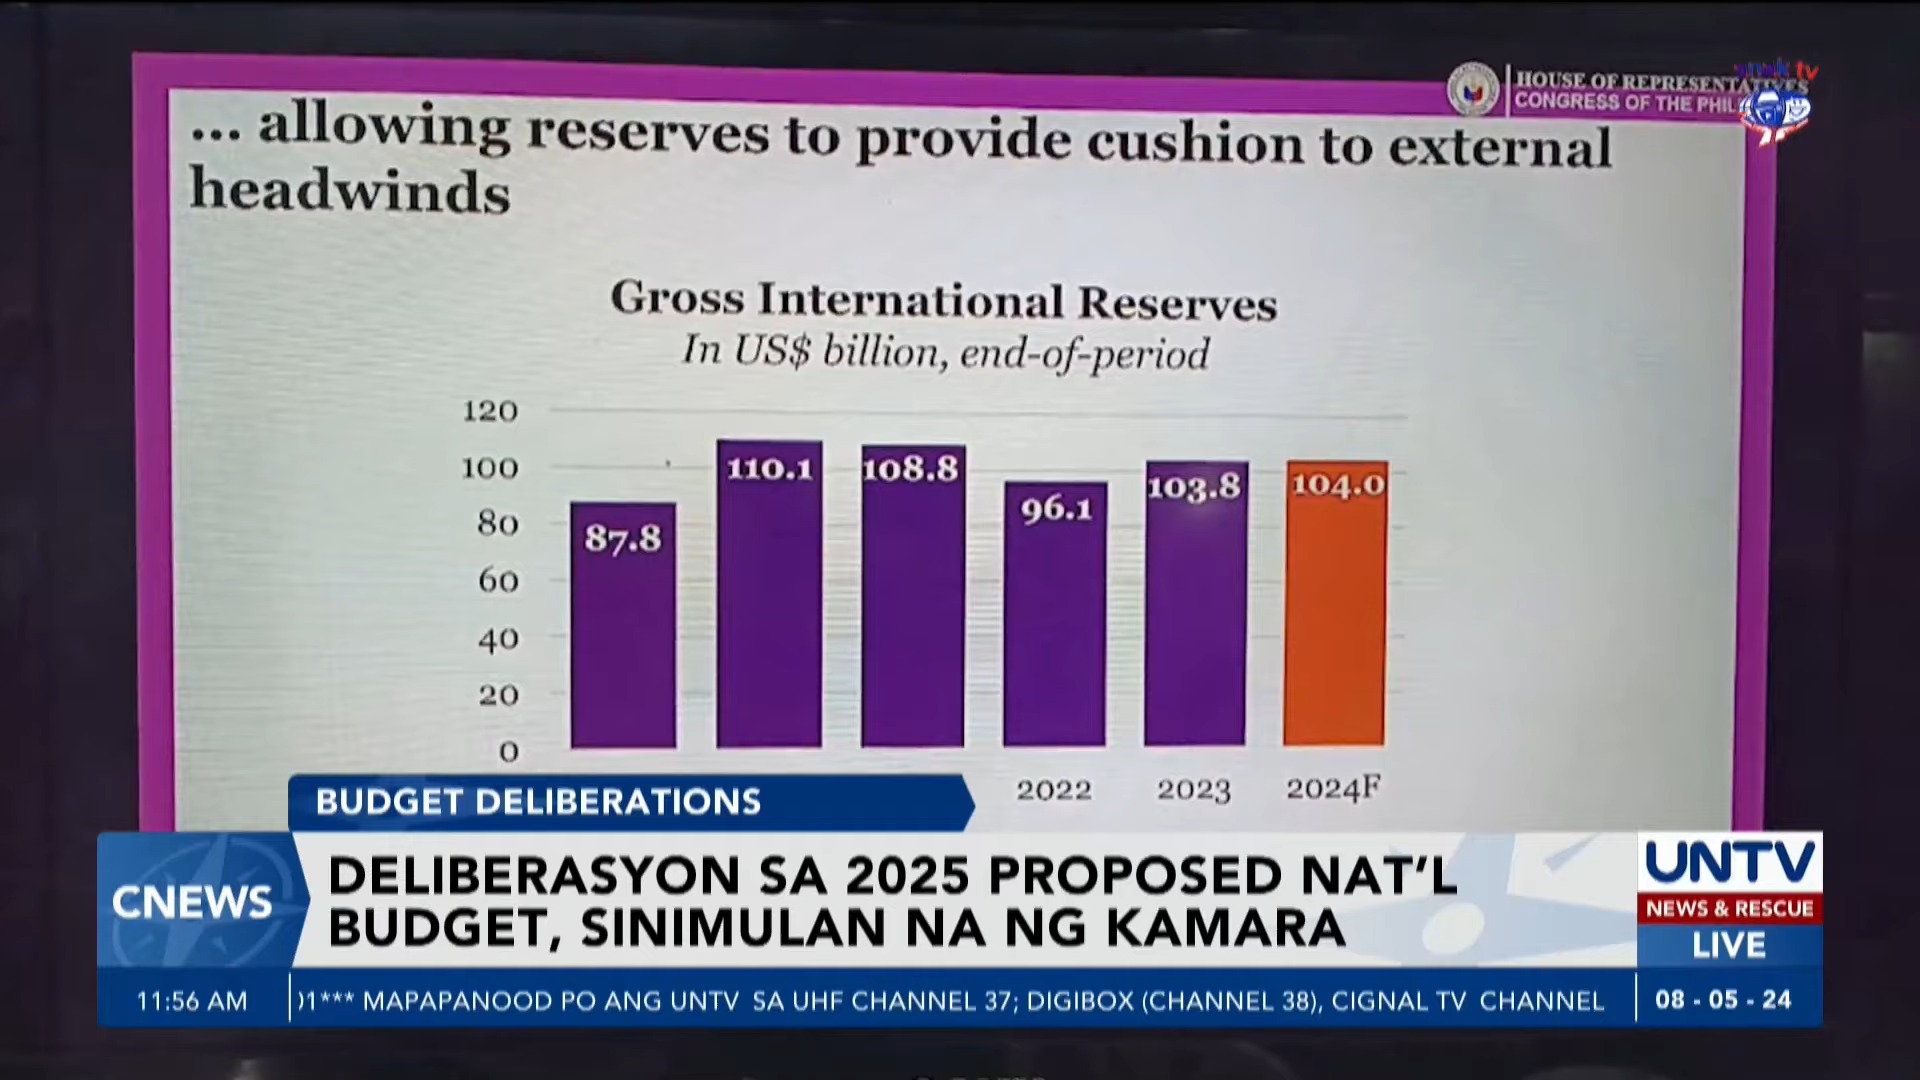 HOUSE OF REPRESENTATIVES
CONGRESS OF THE PHIL
... allowing reserves to provide cushion to external
headwinds
Gross International Reserves
In US$ billion, end-of-period
120
100
80
60
40
20
0
87.8
110.1
108.8
96.1
103.8
104.0
2022
2023
2024F
BUDGET DELIBERATIONS
CNEWS
DELIBERASYON SA 2025 PROPOSED NAT'L
BUDGET, SINIMULAN NA NG KAMARA
UNTV
NEWS & RESCUE
LIVE
11:56 AM
1*** MAPAPANOOD PO ANG UNTV SA UHF CHANNEL 37; DIGIBOX (CHANNEL 38), CIGNAL TV CHANNEL
08 - 05 - 24